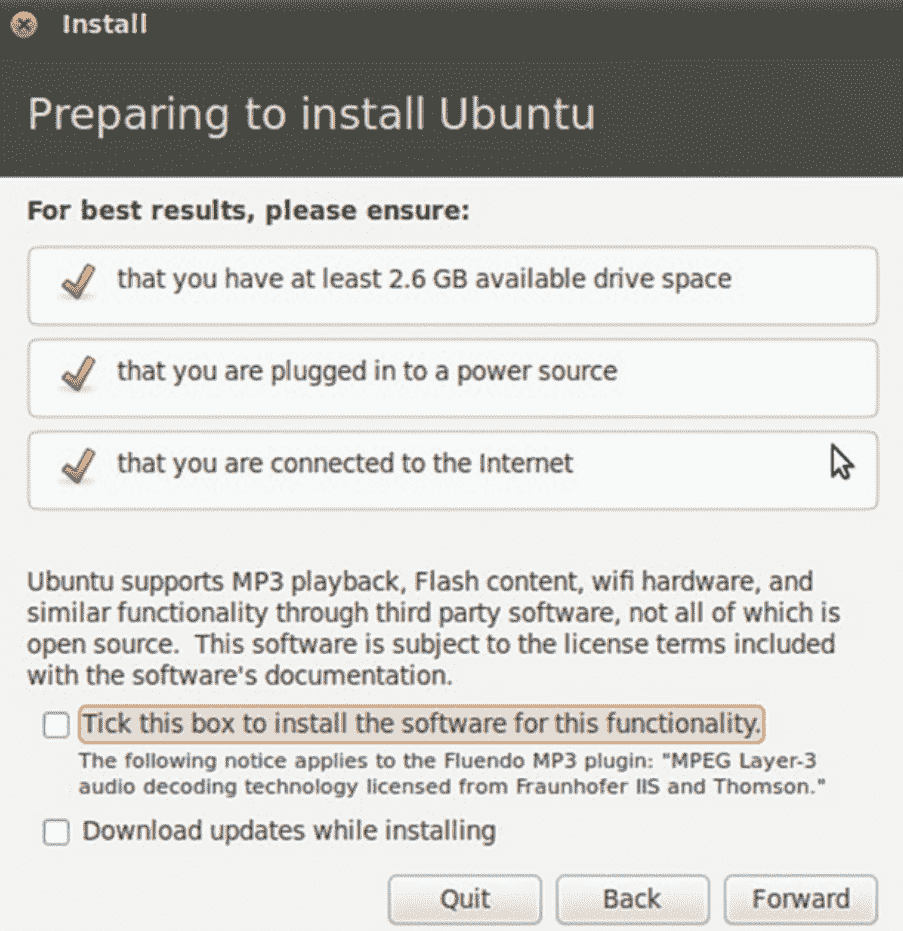 Install
Preparing to install Ubuntu
For best results, please ensure:
that you have at least 2.6 GB available drive space
that you are plugged in to a power source
that you are connected to the Internet
Ubuntu supports MP3 playback, Flash content, wifi hardware, and
similar functionality through third party software, not all of which is
open source.  This software is subject to the license terms included
with the software's documentation.
Tick this box to install the software for this functionality.
The following notice applies to the Fluendo MP3 plugin: "MPEG Layer-3
audio decoding technology licensed from Fraunhofer IIS and Thomson."
Download updates while installing
Quit Back Forward